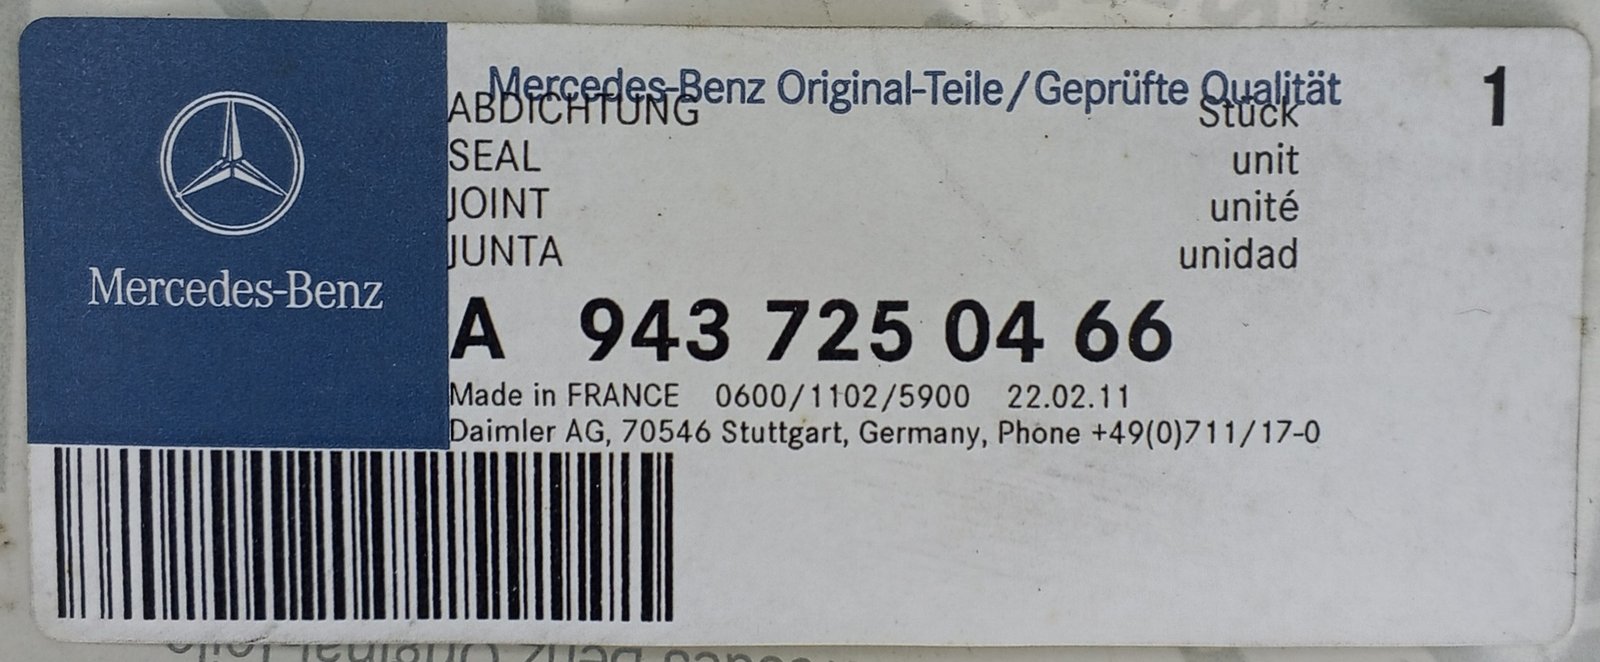 Mercedes-Benz Original-Teile/Geprüfte Qualität 1
ABDICHTUNG Stück
SEAL unit
JOINT unité
JUNTA unidad
Mercedes-Benz
A 943 725 04 66
Made in FRANCE 0600/1102/5900 22.02.11
Daimler AG, 70546 Stuttgart, Germany, Phone +49(0)711/17-0